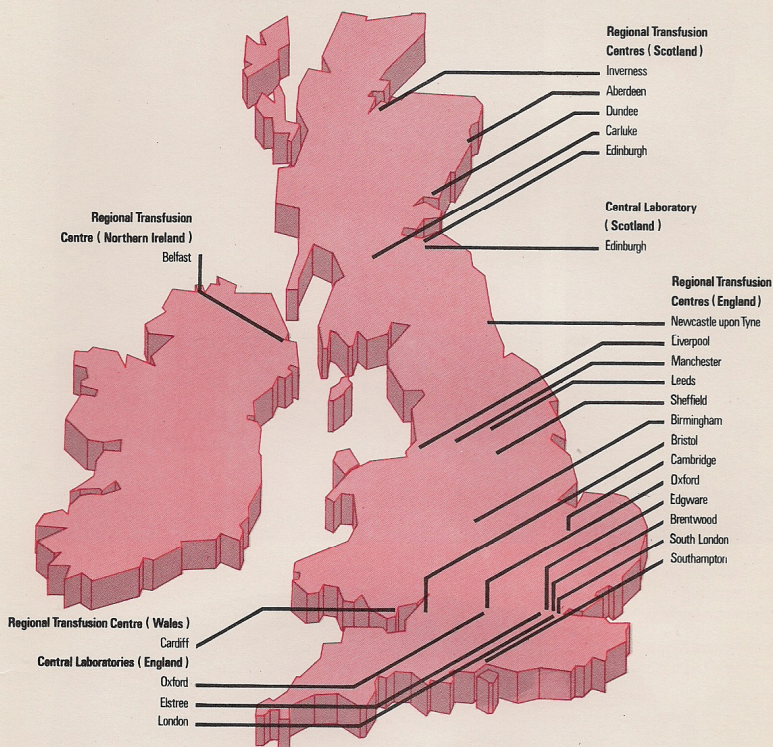 Regional Transfusion
Centres ( Scotland )
Inverness
Aberdeen
Dundee
Carluke
Edinburgh
Central Laboratory
( Scotland )
Edinburgh
Regional Transfusion
Centre ( Northern Ireland )
Belfast
Regional Transfusion
Centres ( England )
Newcastle upon Tyne
Liverpool
Manchester
Leeds
Sheffield
Birmingham
Bristol
Cambridge
Oxford
Edgware
Brentwood
South London
Southampton
Regional Transfusion Centre ( Wales )
Cardiff
Central Laboratories ( England )
Oxford
Elstree
London